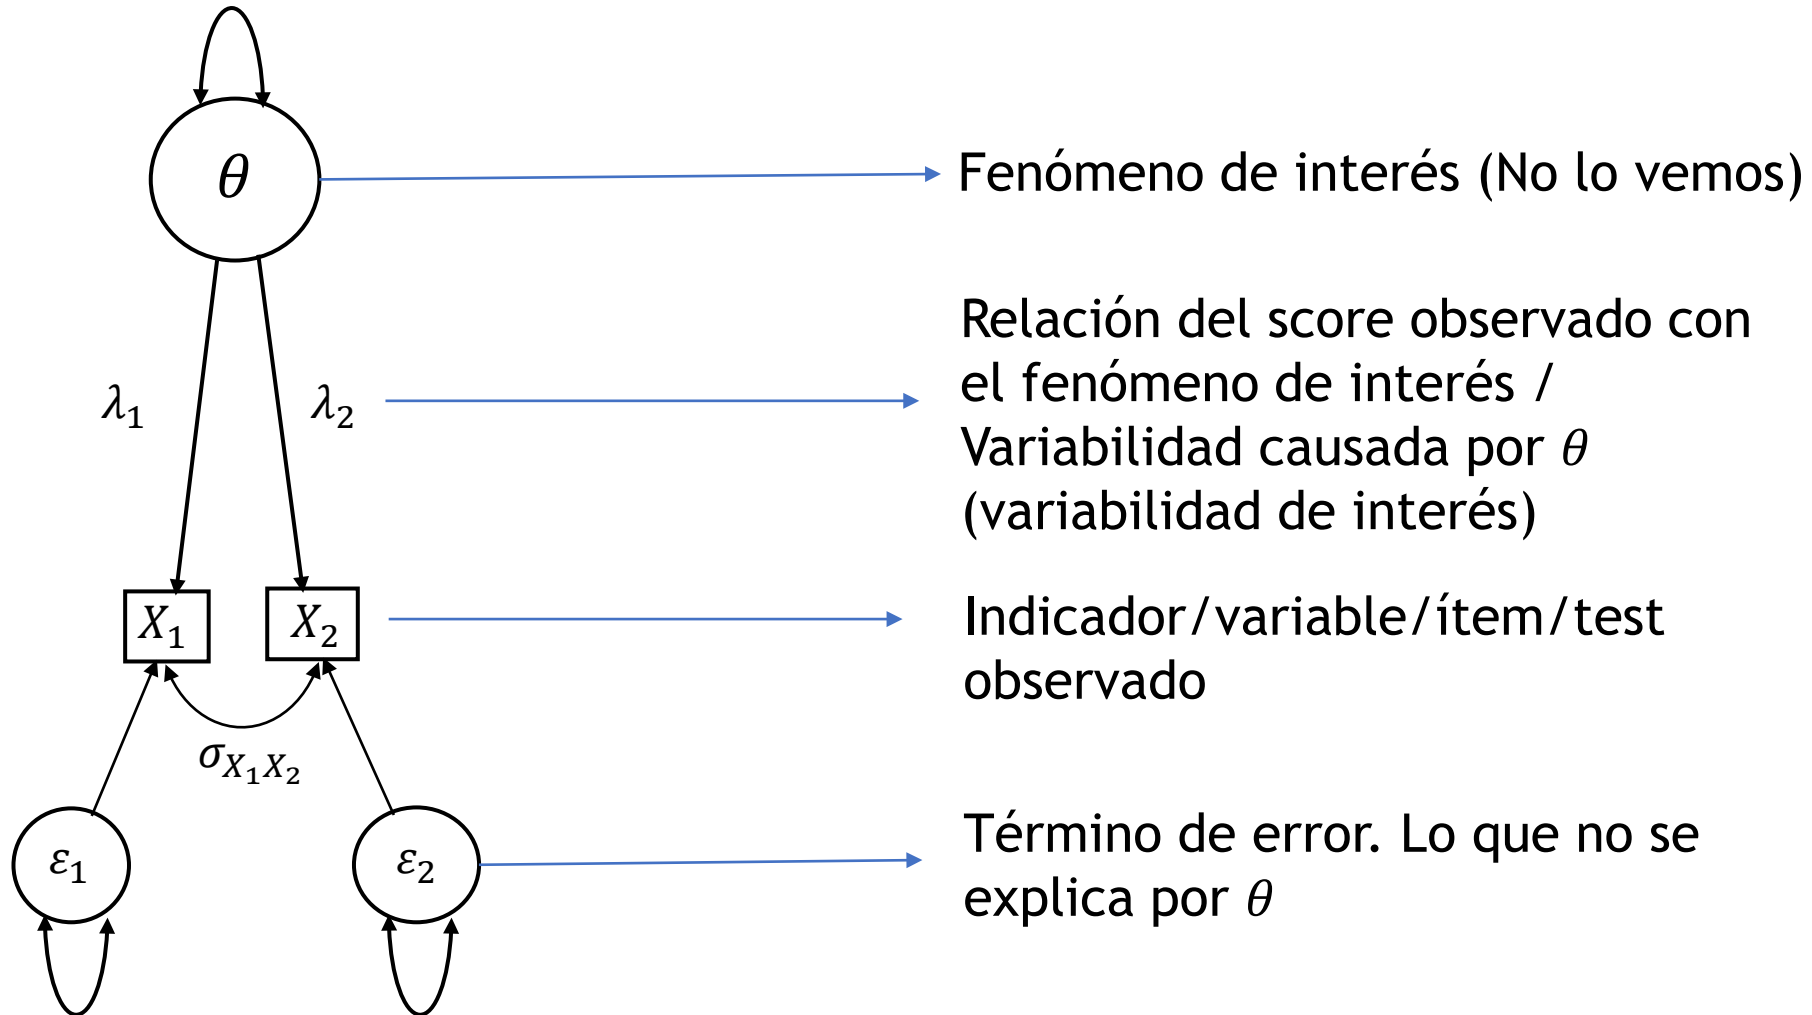 θ
Fenómeno de interés (No lo vemos)
λ₁
λ₂
Relación del score observado con
el fenómeno de interés /
Variabilidad causada por θ
(variabilidad de interés)
X₁
X₂
Indicador/variable/ítem/test
observado
σ_{X₁X₂}
ε₁
ε₂
Término de error. Lo que no se
explica por θ